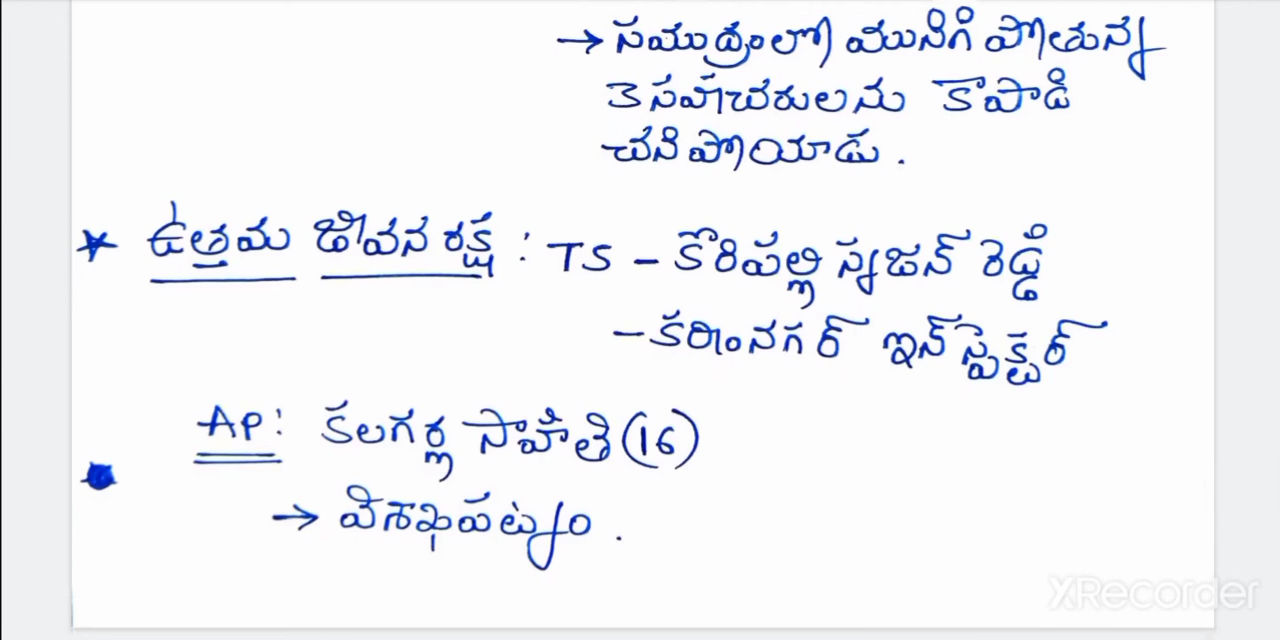 → సముద్రంలో మునిగి పోతున్న
3 సహచరులను కాపాడి
చనిపోయాడు.
* ఉత్తమ జీవన రక్ష : TS – కోరిపల్లి సృజన్ రెడ్డి
– కరీంనగర్ ఇన్స్పెక్టర్
AP: కలగర్ల సాహితి (16)
→ విశాఖపట్నం.
XRecorder